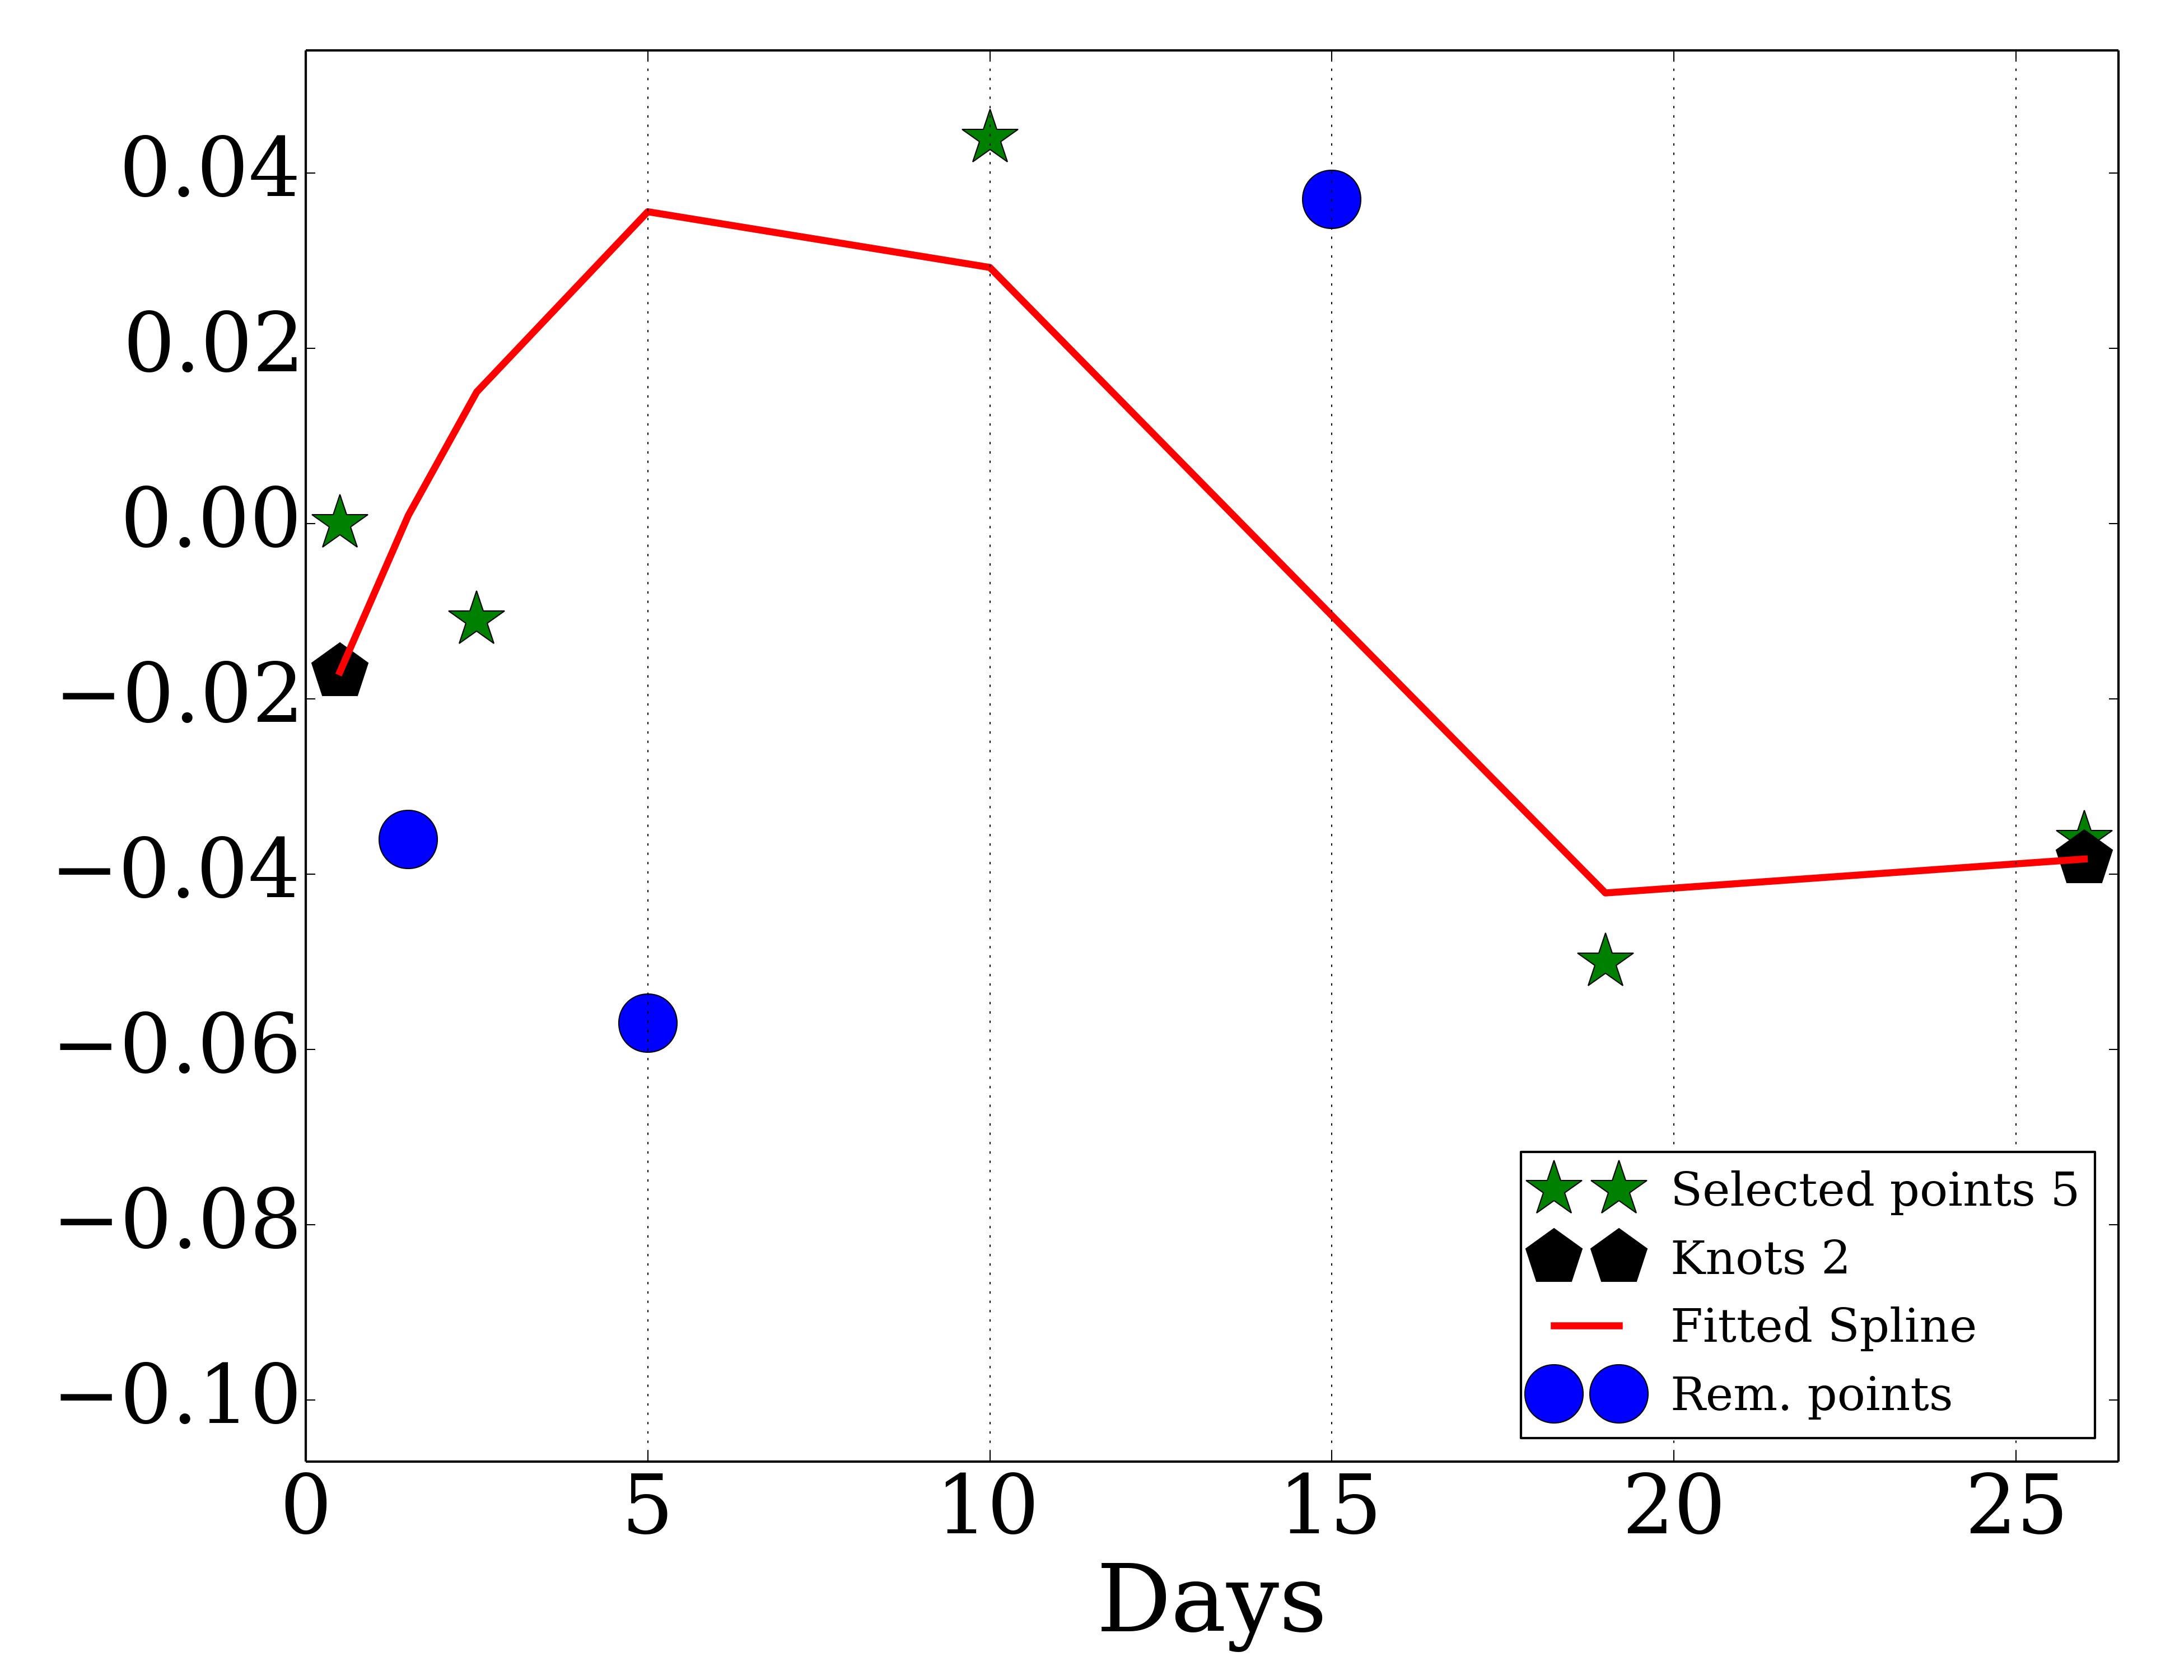 0.04
0.02
0.00
−0.02
−0.04
−0.06
−0.08
−0.10
Selected points 5
Knots 2
Fitted Spline
Rem. points
0 5 10 15 20 25
Days